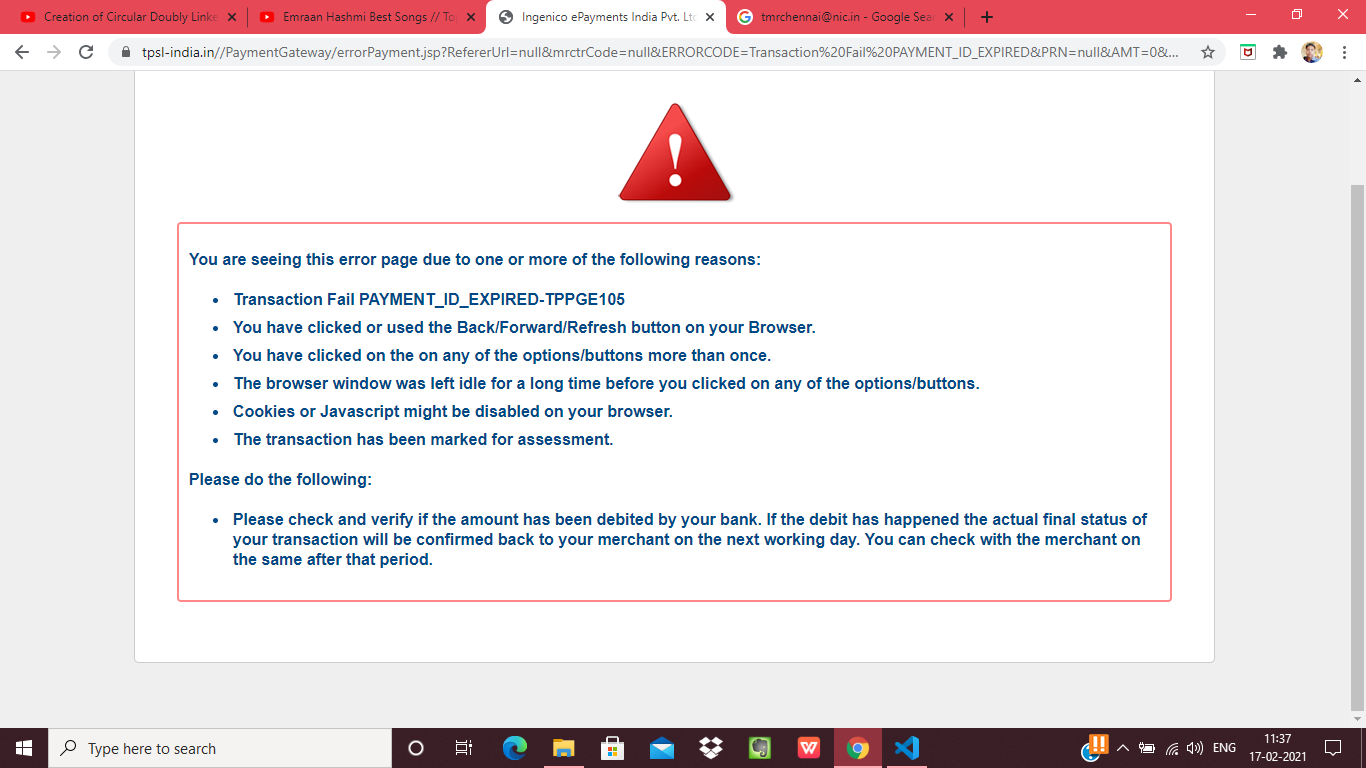 Creation of Circular Doubly Linke
Emraan Hashmi Best Songs // To
Ingenico ePayments India Pvt. Ltd
tmrchennai@nic.in - Google Sea
tpsl-india.in//PaymentGateway/errorPayment.jsp?RefererUrl=null&mrctrCode=null&ERRORCODE=Transaction%20Fail%20PAYMENT_ID_EXPIRED&PRN=null&AMT=0&...
You are seeing this error page due to one or more of the following reasons:
• Transaction Fail PAYMENT_ID_EXPIRED-TPPGE105
• You have clicked or used the Back/Forward/Refresh button on your Browser.
• You have clicked on the on any of the options/buttons more than once.
• The browser window was left idle for a long time before you clicked on any of the options/buttons.
• Cookies or Javascript might be disabled on your browser.
• The transaction has been marked for assessment.
Please do the following:
• Please check and verify if the amount has been debited by your bank. If the debit has happened the actual final status of
your transaction will be confirmed back to your merchant on the next working day. You can check with the merchant on
the same after that period.
Type here to search
ENG
11:37
17-02-2021